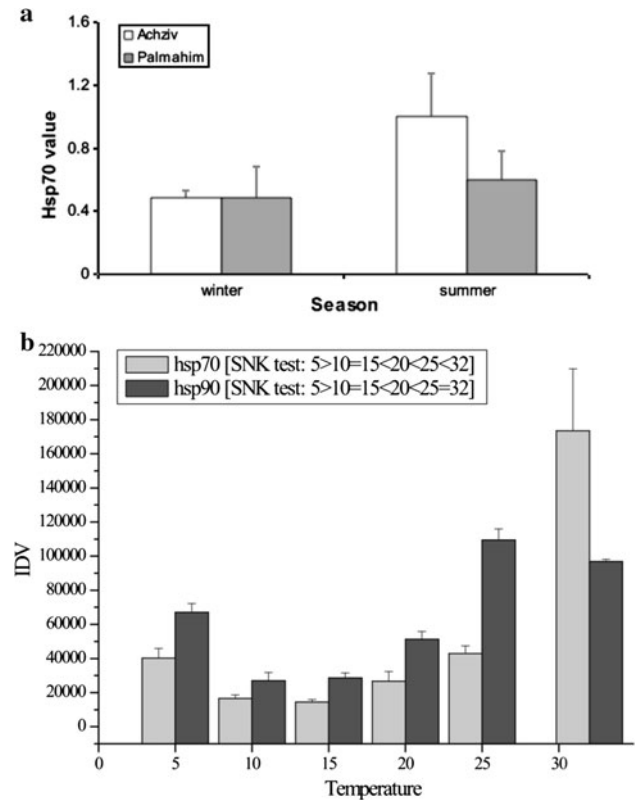 a
1.6
1.2
0.8
0.4
0
Hsp70 value
Achziv
Palmahim
winter
summer
Season
b
220000
200000
180000
160000
140000
120000
100000
80000
60000
40000
20000
0
IDV
hsp70 [SNK test: 5>10=15<20<25<32]
hsp90 [SNK test: 5>10=15<20<25=32]
0 5 10 15 20 25 30
Temperature